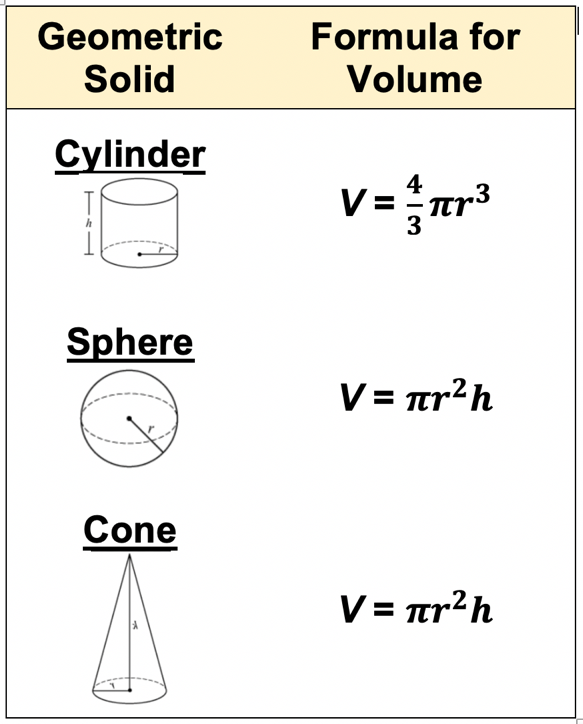 Geometric Formula for
Solid Volume
Cylinder
h
r
V = 4/3 πr³
Sphere
r
V = πr²h
Cone
h
r
V = πr²h